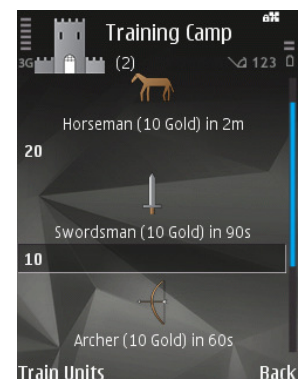 Training Camp
3G
(2)
123
Horseman (10 Gold) in 2m
20
Swordsman (10 Gold) in 90s
10
Archer (10 Gold) in 60s
Train Units Back